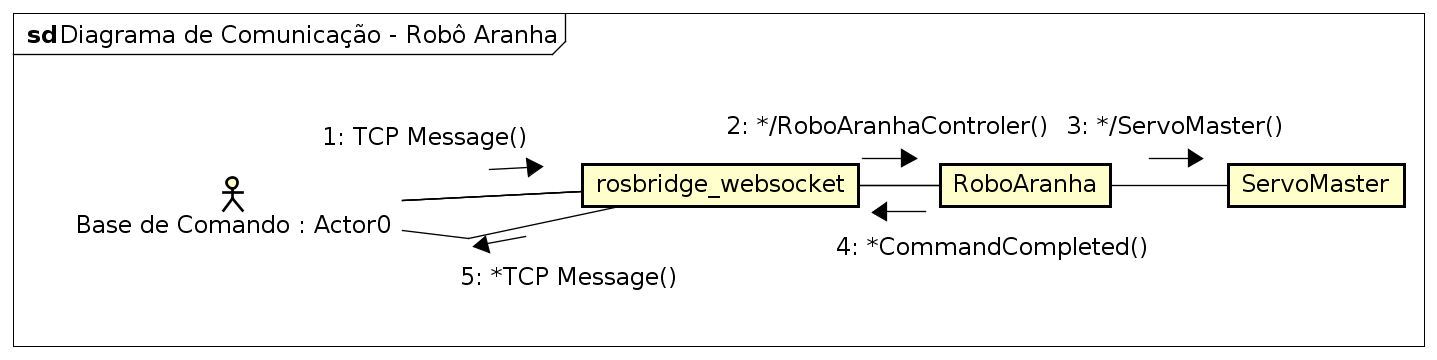 sd Diagrama de Comunicação - Robô Aranha
1: TCP Message()
2: */RoboAranhaControler()
3: */ServoMaster()
rosbridge_websocket
RoboAranha
ServoMaster
Base de Comando : Actor0
4: *CommandCompleted()
5: *TCP Message()